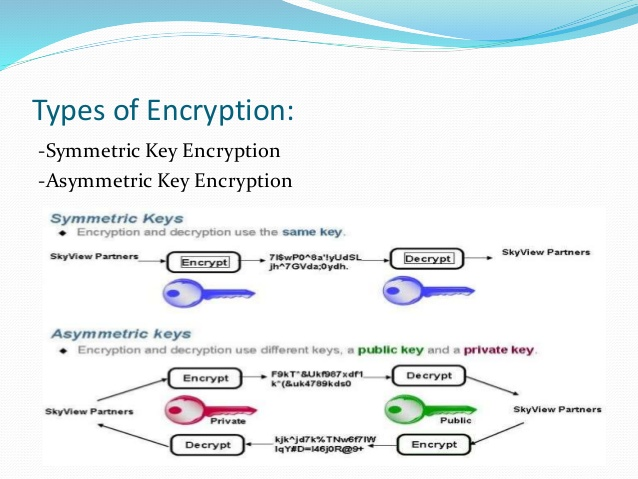 Types of Encryption:
-Symmetric Key Encryption
-Asymmetric Key Encryption
Symmetric Keys
Encryption and decryption use the same key.
SkyView Partners
Encrypt
7I$wP0^8a'!yUdSL
jh^7GVda;0ydh.
Decrypt
SkyView Partners
Asymmetric keys
Encryption and decryption use different keys, a public key and a private key.
Encrypt
F9kT^&Ukf987xdf1
k^(&uk4789kds0
Decrypt
SkyView Partners
Private
Public
SkyView Partners
Decrypt
kjk^jd7k%TNw6f7IW
IqY#D=I46j0R@9+
Encrypt